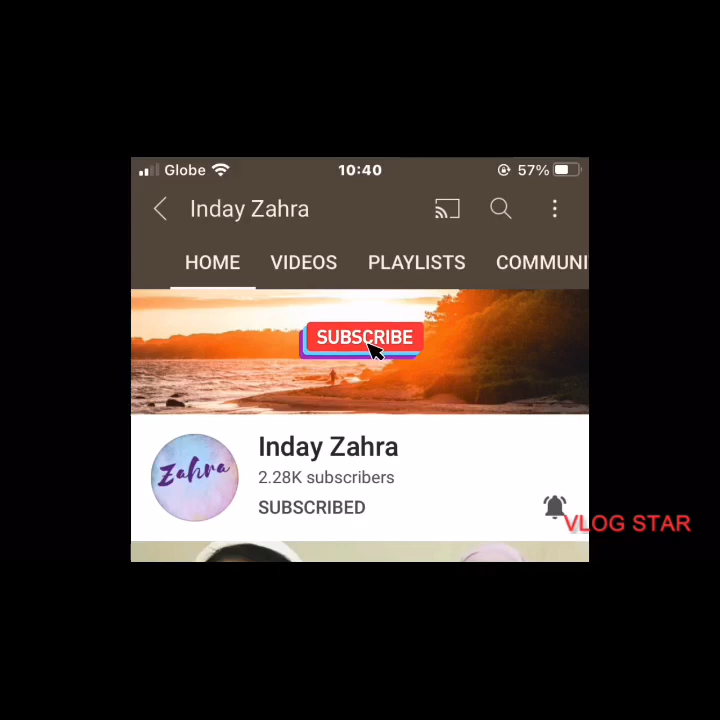 Globe 10:40 57%
Inday Zahra
HOME VIDEOS PLAYLISTS COMMUNI
SUBSCRIBE
Zahra
Inday Zahra
2.28K subscribers
SUBSCRIBED
VLOG STAR